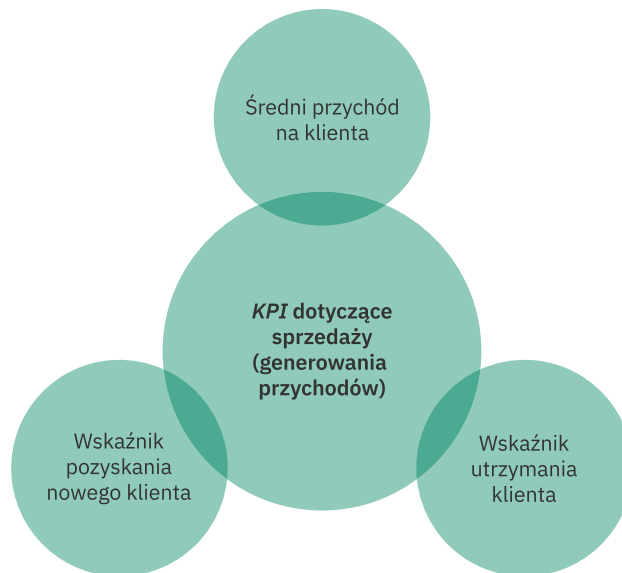 Średni przychód
na klienta
KPI dotyczące
sprzedaży
(generowania
przychodów)
Wskaźnik
pozyskania
nowego klienta
Wskaźnik
utrzymania
klienta